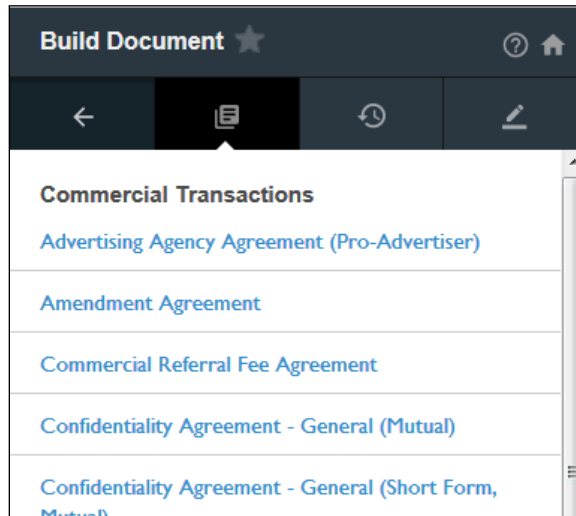 Build Document
Commercial Transactions
Advertising Agency Agreement (Pro-Advertiser)
Amendment Agreement
Commercial Referral Fee Agreement
Confidentiality Agreement - General (Mutual)
Confidentiality Agreement - General (Short Form,
Mutual)